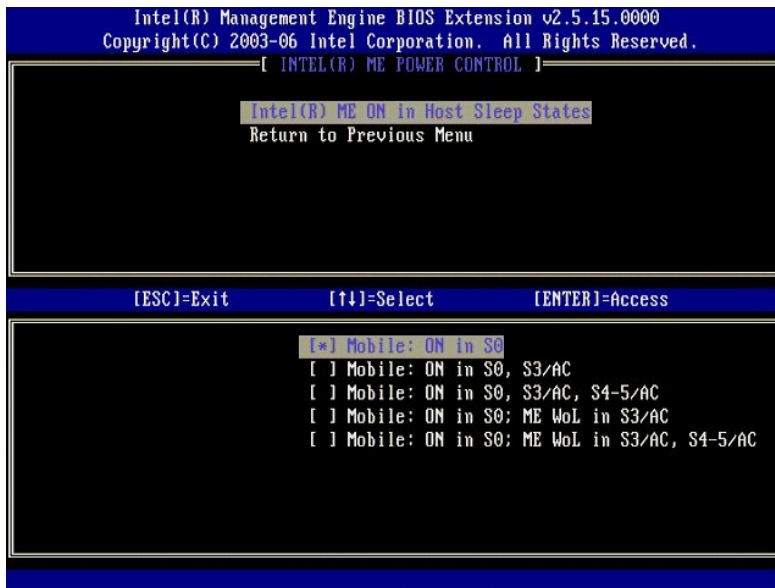 Intel(R) Management Engine BIOS Extension v2.5.15.0000
Copyright(C) 2003-06 Intel Corporation. All Rights Reserved.
[ INTEL(R) ME POWER CONTROL ]
Intel(R) ME ON in Host Sleep States
Return to Previous Menu
[ESC]=Exit [↑↓]=Select [ENTER]=Access
[*] Mobile: ON in S0
[ ] Mobile: ON in S0, S3/AC
[ ] Mobile: ON in S0, S3/AC, S4-5/AC
[ ] Mobile: ON in S0; ME WoL in S3/AC
[ ] Mobile: ON in S0; ME WoL in S3/AC, S4-5/AC